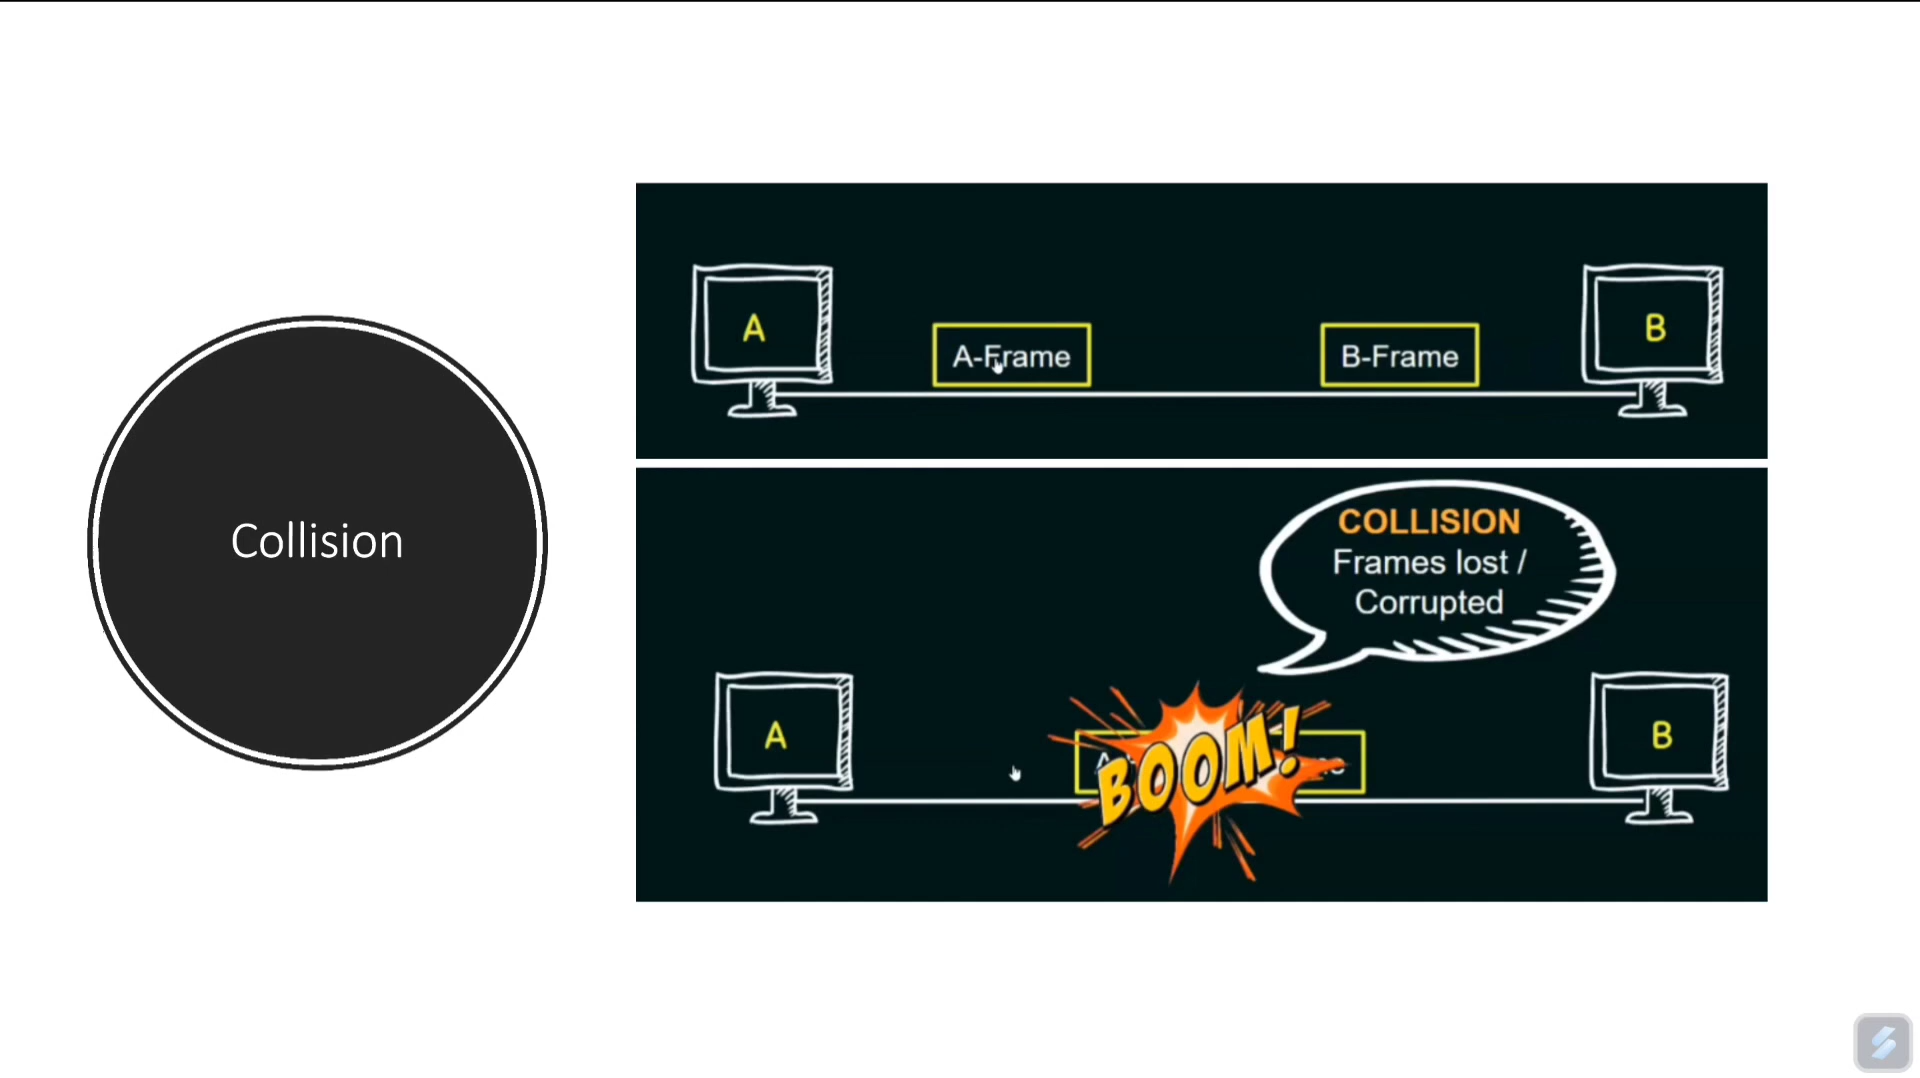 Collision
A
A-Frame
B-Frame
B
COLLISION
Frames lost /
Corrupted
A
BOOM!
B